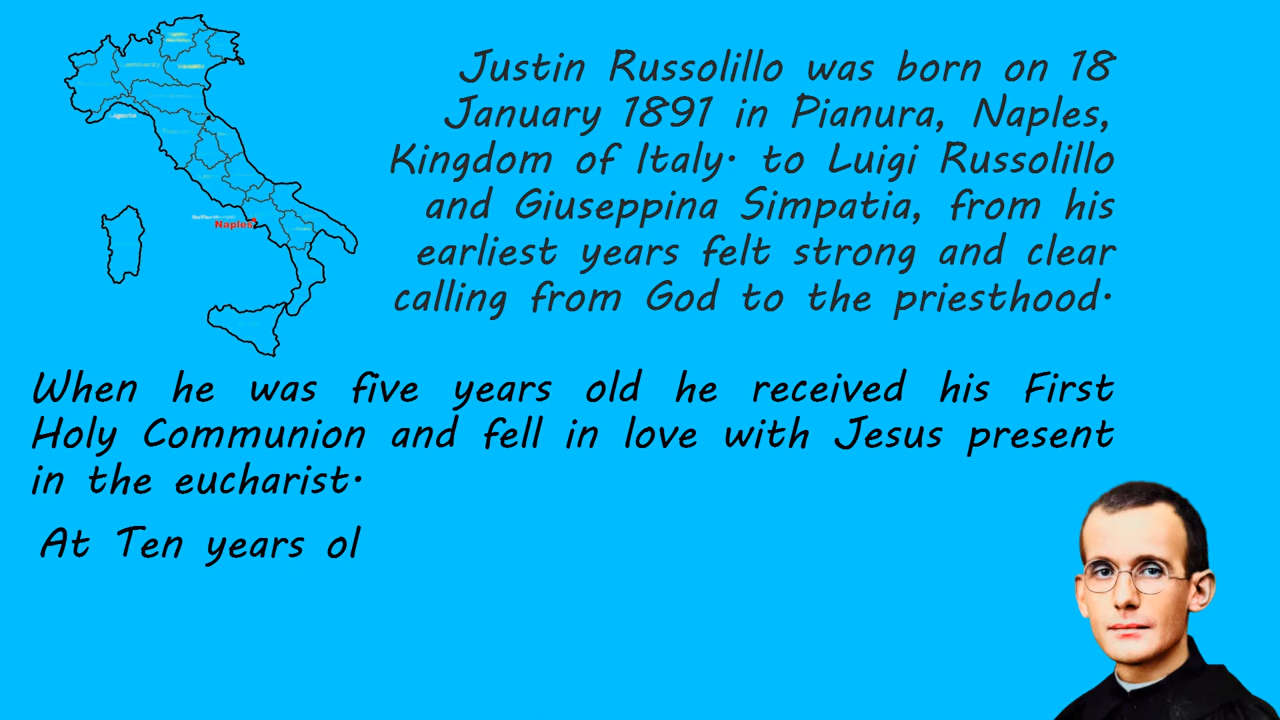 Justin Russolillo was born on 18
January 1891 in Pianura, Naples,
Kingdom of Italy. to Luigi Russolillo
and Giuseppina Simpatia, from his
earliest years felt strong and clear
calling from God to the priesthood.
Naples
When he was five years old he received his First
Holy Communion and fell in love with Jesus present
in the eucharist.
At Ten years ol